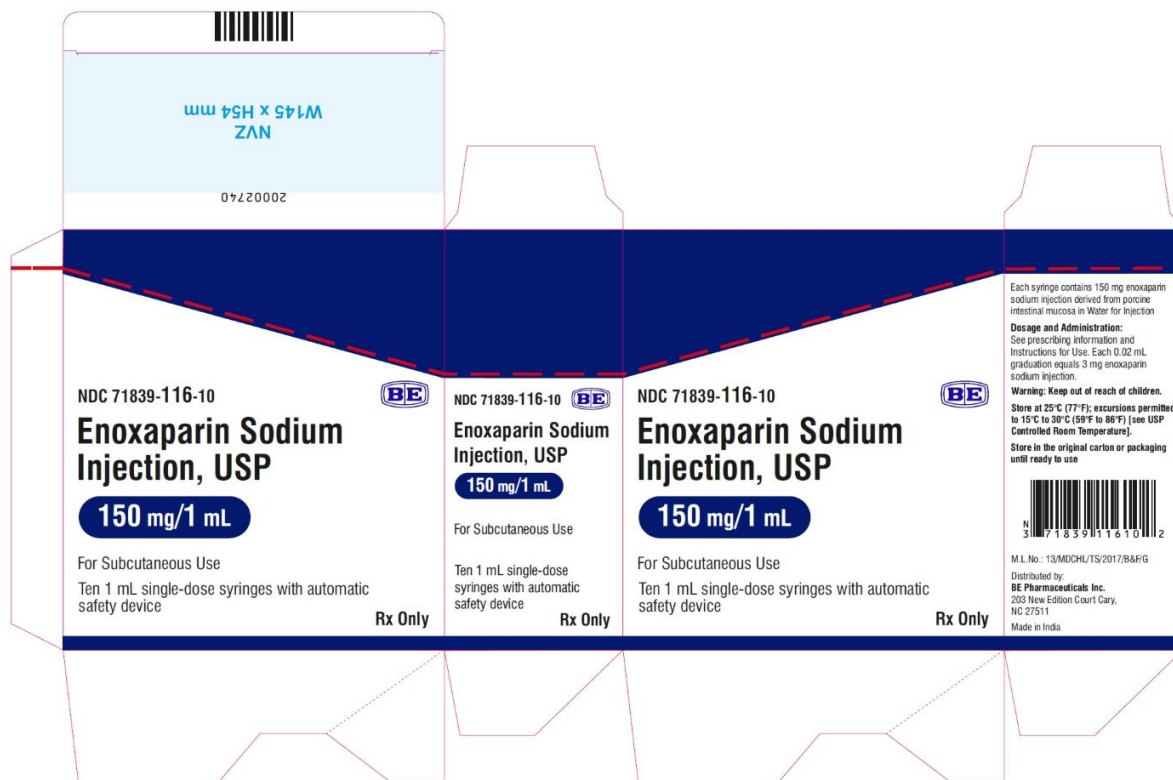 NVZ
W145 x H54 mm
20002740
NDC 71839-116-10
BE
Enoxaparin Sodium
Injection, USP
150 mg/1 mL
For Subcutaneous Use
Ten 1 mL single-dose syringes with automatic
safety device
Rx Only
NDC 71839-116-10
BE
Enoxaparin Sodium
Injection, USP
150 mg/1 mL
For Subcutaneous Use
Ten 1 mL single-dose
syringes with automatic
safety device
Rx Only
NDC 71839-116-10
BE
Enoxaparin Sodium
Injection, USP
150 mg/1 mL
For Subcutaneous Use
Ten 1 mL single-dose syringes with automatic
safety device
Rx Only
Each syringe contains 150 mg enoxaparin
sodium injection derived from porcine
intestinal mucosa in Water for Injection
Dosage and Administration:
See prescribing information and
Instructions for Use. Each 0.02 mL
graduation equals 3 mg enoxaparin
sodium injection.
Warning: Keep out of reach of children.
Store at 25°C (77°F); excursions permitted
to 15°C to 30°C (59°F to 86°F) [see USP
Controlled Room Temperature].
Store in the original carton or packaging
until ready to use
N
3 71839 11610 2
M.L.No.: 13/MDCHL/TS/2017/B&F/G
Distributed by:
BE Pharmaceuticals Inc.
203 New Edition Court Cary,
NC 27511
Made in India